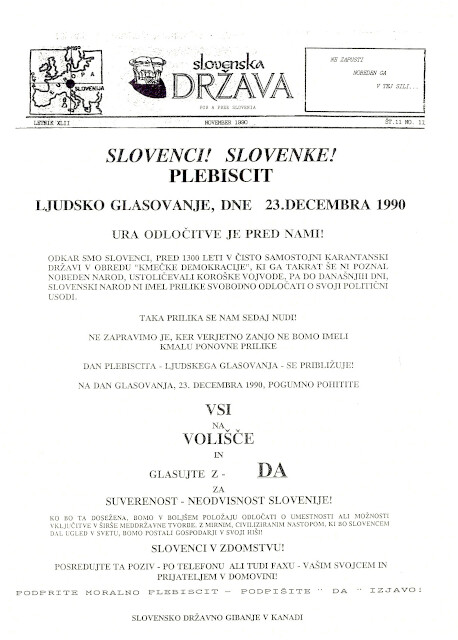 EVROPA
SLOVENIJA
slovenska
DRŽAVA
FOR A FREE SLOVENIA
NE ZAPUSTI
NOBEDEN GA
V TEJ SILI...
LETNIK XLII NOVEMBER 1990 ŠT.11 NO. 11
SLOVENCI! SLOVENKE!
PLEBISCIT
LJUDSKO GLASOVANJE, DNE 23.DECEMBRA 1990
URA ODLOČITVE JE PRED NAMI!
ODKAR SMO SLOVENCI, PRED 1300 LETI V ČISTO SAMOSTOJNI KARANTANSKI
DRŽAVI V OBREDU "KMEČKE DEMOKRACIJE", KI GA TAKRAT ŠE NI POZNAL
NOBEDEN NAROD, USTOLIČEVALI KOROŠKE VOJVODE, PA DO DANAŠNJIH DNI,
SLOVENSKI NAROD NI IMEL PRILIKE SVOBODNO ODLOČATI O SVOJI POLITIČNI
USODI.
TAKA PRILIKA SE NAM SEDAJ NUDI!
NE ZAPRAVIMO JE, KER VERJETNO ZANJO NE BOMO IMELI
KMALU PONOVNE PRILIKE
DAN PLEBISCITA - LJUDSKEGA GLASOVANJA - SE PRIBLIŽUJE!
NA DAN GLASOVANJA, 23. DECEMBRA 1990, POGUMNO POHITITE
VSI
NA
VOLIŠČE
IN
GLASUJTE Z - DA
ZA
SUVERENOST - NEODVISNOST SLOVENIJE!
KO BO TA DOSEŽENA, BOMO V BOLJŠEM POLOŽAJU ODLOČATI O UMESTNOSTI ALI MOŽNOSTI
VKLJUČITVE V ŠIRŠE MEDDRŽAVNE TVORBE. Z MIRNIM, CIVILIZIRANIM NASTOPOM, KI BO SLOVENCEM
DAL UGLED V SVETU, BOMO POSTALI GOSPODARJI V SVOJI HIŠI!
SLOVENCI V ZDOMSTVU!
POSREDUJTE TA POZIV - PO TELEFONU ALI TUDI FAXU - VAŠIM SVOJCEM IN
PRIJATELJEM V DOMOVINI!
PODPRITE MORALNO PLEBISCIT - PODPIŠITE " DA " IZJAVO!
SLOVENSKO DRŽAVNO GIBANJE V KANADI